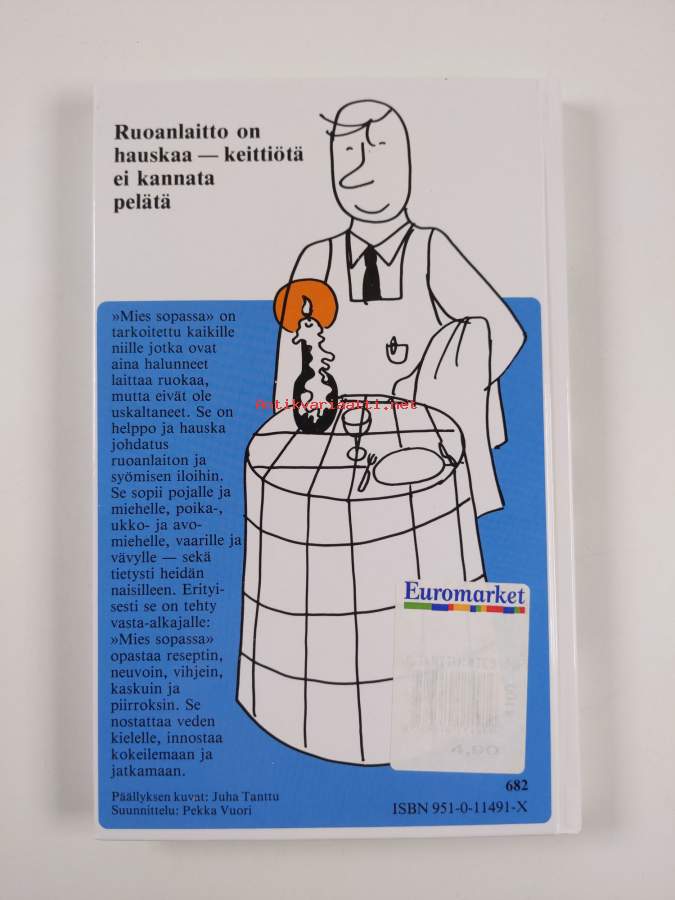 Ruoanlaitto on
hauskaa — keittiötä
ei kannata
pelätä
»Mies sopassa» on
tarkoitettu kaikille
niille jotka ovat
aina halunneet
laittaa ruokaa,
mutta eivät ole
uskaltaneet. Se on
helppo ja hauska
johdatus
ruoanlaiton ja
syömisen iloihin.
Se sopii pojalle ja
miehelle, poika-,
ukko- ja avo-
miehelle, vaarille ja
vävylle — sekä
tietysti heidän
naisilleen. Erityi-
sesti se on tehty
vasta-alkajalle:
»Mies sopassa»
opastaa reseptin,
neuvoin, vihjein,
kaskuin ja
piirroksin. Se
nostattaa veden
kielelle, innostaa
kokeilemaan ja
jatkamaan.
Päällyksen kuvat: Juha Tanttu
Suunnittelu: Pekka Vuori
Antikvariaatti.net
Euromarket
682
ISBN 951-0-11491-X